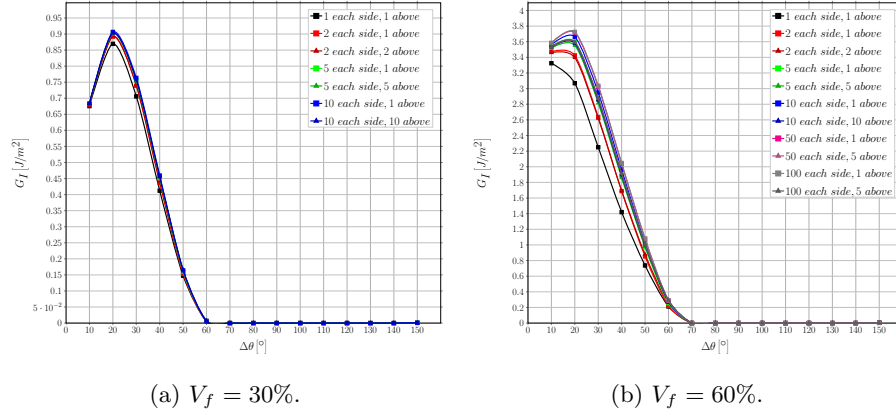 0.95
0.9
0.85
0.8
0.75
0.7
0.65
0.6
0.55
0.5
0.45
0.4
0.35
0.3
0.25
0.2
0.15
0.1
5 · 10⁻²
0
G_I [J/m²]
0 10 20 30 40 50 60 70 80 90 100 110 120 130 140 150
Δθ [°]
1 each side, 1 above
2 each side, 1 above
2 each side, 2 above
5 each side, 1 above
5 each side, 5 above
10 each side, 1 above
10 each side, 10 above
(a) V_f = 30%.
4
3.8
3.6
3.4
3.2
3
2.8
2.6
2.4
2.2
2
1.8
1.6
1.4
1.2
1
0.8
0.6
0.4
0.2
0
G_I [J/m²]
0 10 20 30 40 50 60 70 80 90 100 110 120 130 140 150
Δθ [°]
1 each side, 1 above
2 each side, 1 above
2 each side, 2 above
5 each side, 1 above
5 each side, 5 above
10 each side, 1 above
10 each side, 10 above
50 each side, 1 above
50 each side, 5 above
100 each side, 1 above
100 each side, 5 above
(b) V_f = 60%.